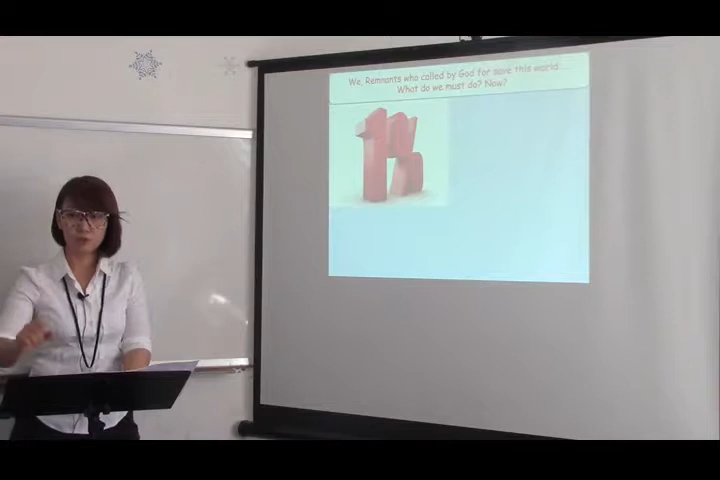 We, Remnants who called by God for save this world....
What do we must do? Now?
1%